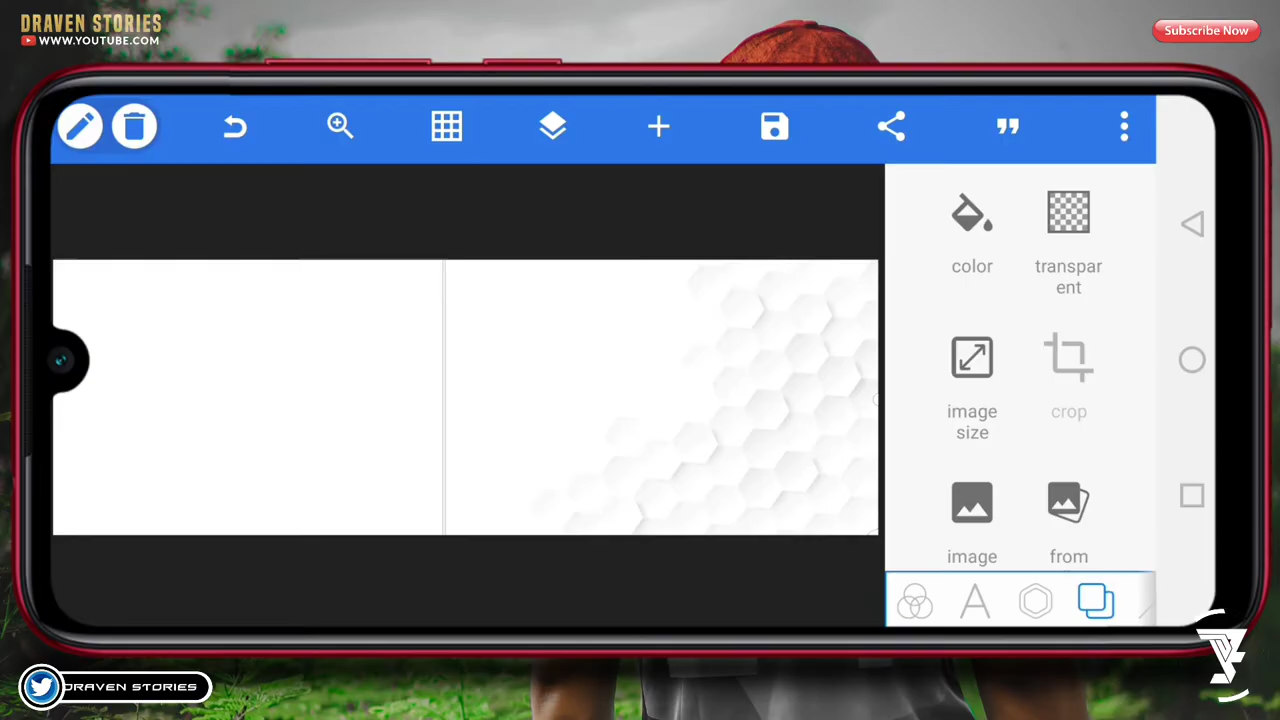 DRAVEN STORIES
WWW.YOUTUBE.COM
Subscribe Now
color
transpar
ent
image
size
crop
image
from
DRAVEN STORIES